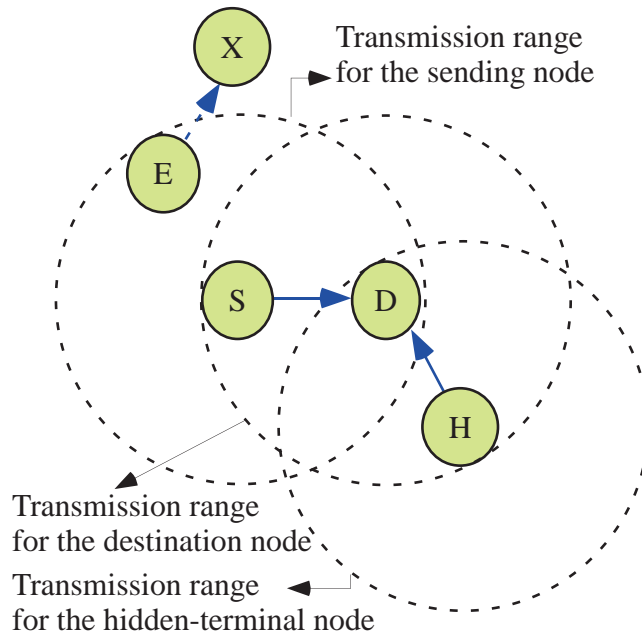 X
Transmission range
for the sending node
E
S
D
H
Transmission range
for the destination node
Transmission range
for the hidden-terminal node